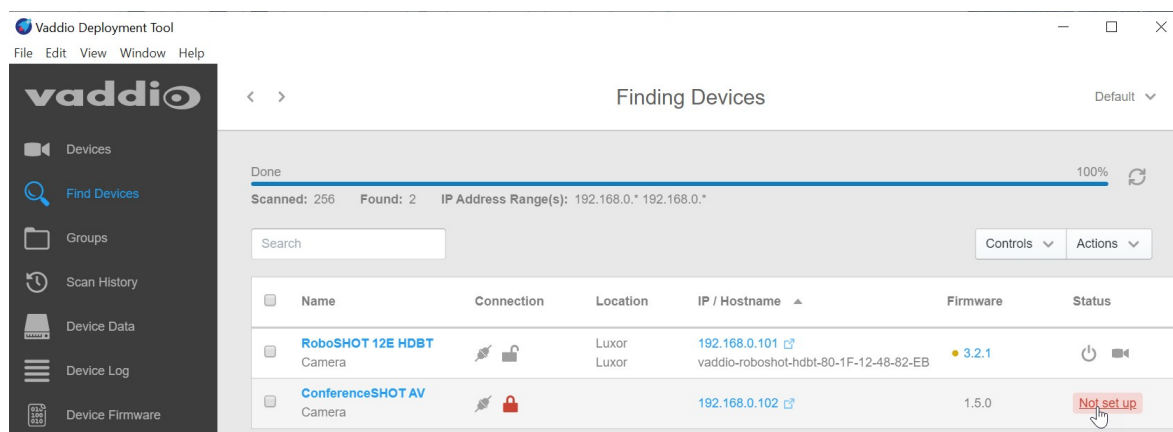 Vaddio Deployment Tool
File Edit View Window Help
vaddio
Finding Devices
Default
Devices
Find Devices
Groups
Scan History
Device Data
Device Log
Device Firmware
Done
100%
Scanned: 256 Found: 2 IP Address Range(s): 192.168.0.* 192.168.0.*
Search
Controls
Actions
Name Connection Location IP / Hostname Firmware Status
RoboSHOT 12E HDBT Luxor 192.168.0.101 3.2.1
Camera Luxor vaddio-roboshot-hdbt-80-1F-12-48-82-EB
ConferenceSHOT AV 192.168.0.102 1.5.0 Not set up
Camera